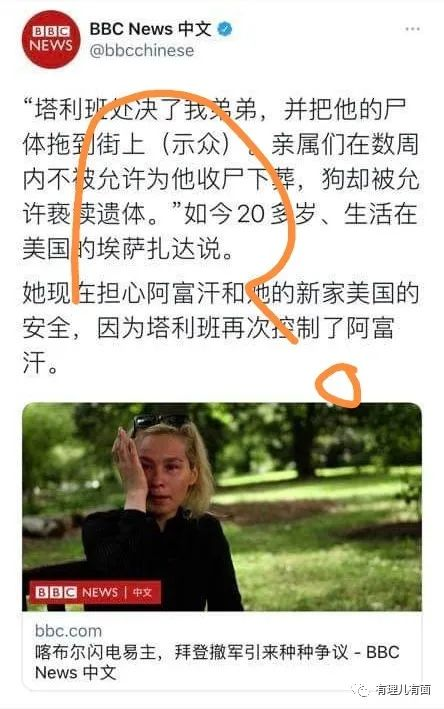 BBC NEWS
BBC News 中文
@bbcchinese
“塔利班处决了我弟弟，并把他的尸
体拖到街上（示众）。亲属们在数周
内不被允许为他收尸下葬，狗却被允
许亵渎遗体。”如今20多岁、生活在
美国的埃萨扎达说。
她现在担心阿富汗和她的新家美国的
安全，因为塔利班再次控制了阿富
汗。
BBC NEWS | 中文
bbc.com
喀布尔闪电易主，拜登撤军引来种种争议 - BBC
News 中文
有理儿有面